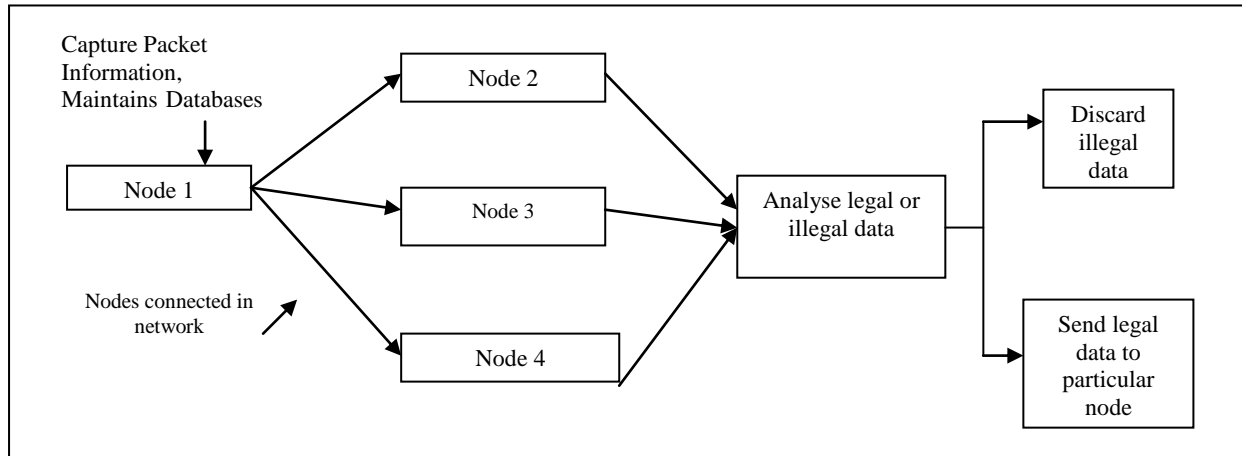 Capture Packet
Information,
Maintains Databases
Node 1
Nodes connected in
network
Node 2
Node 3
Node 4
Analyse legal or
illegal data
Discard
illegal
data
Send legal
data to
particular
node